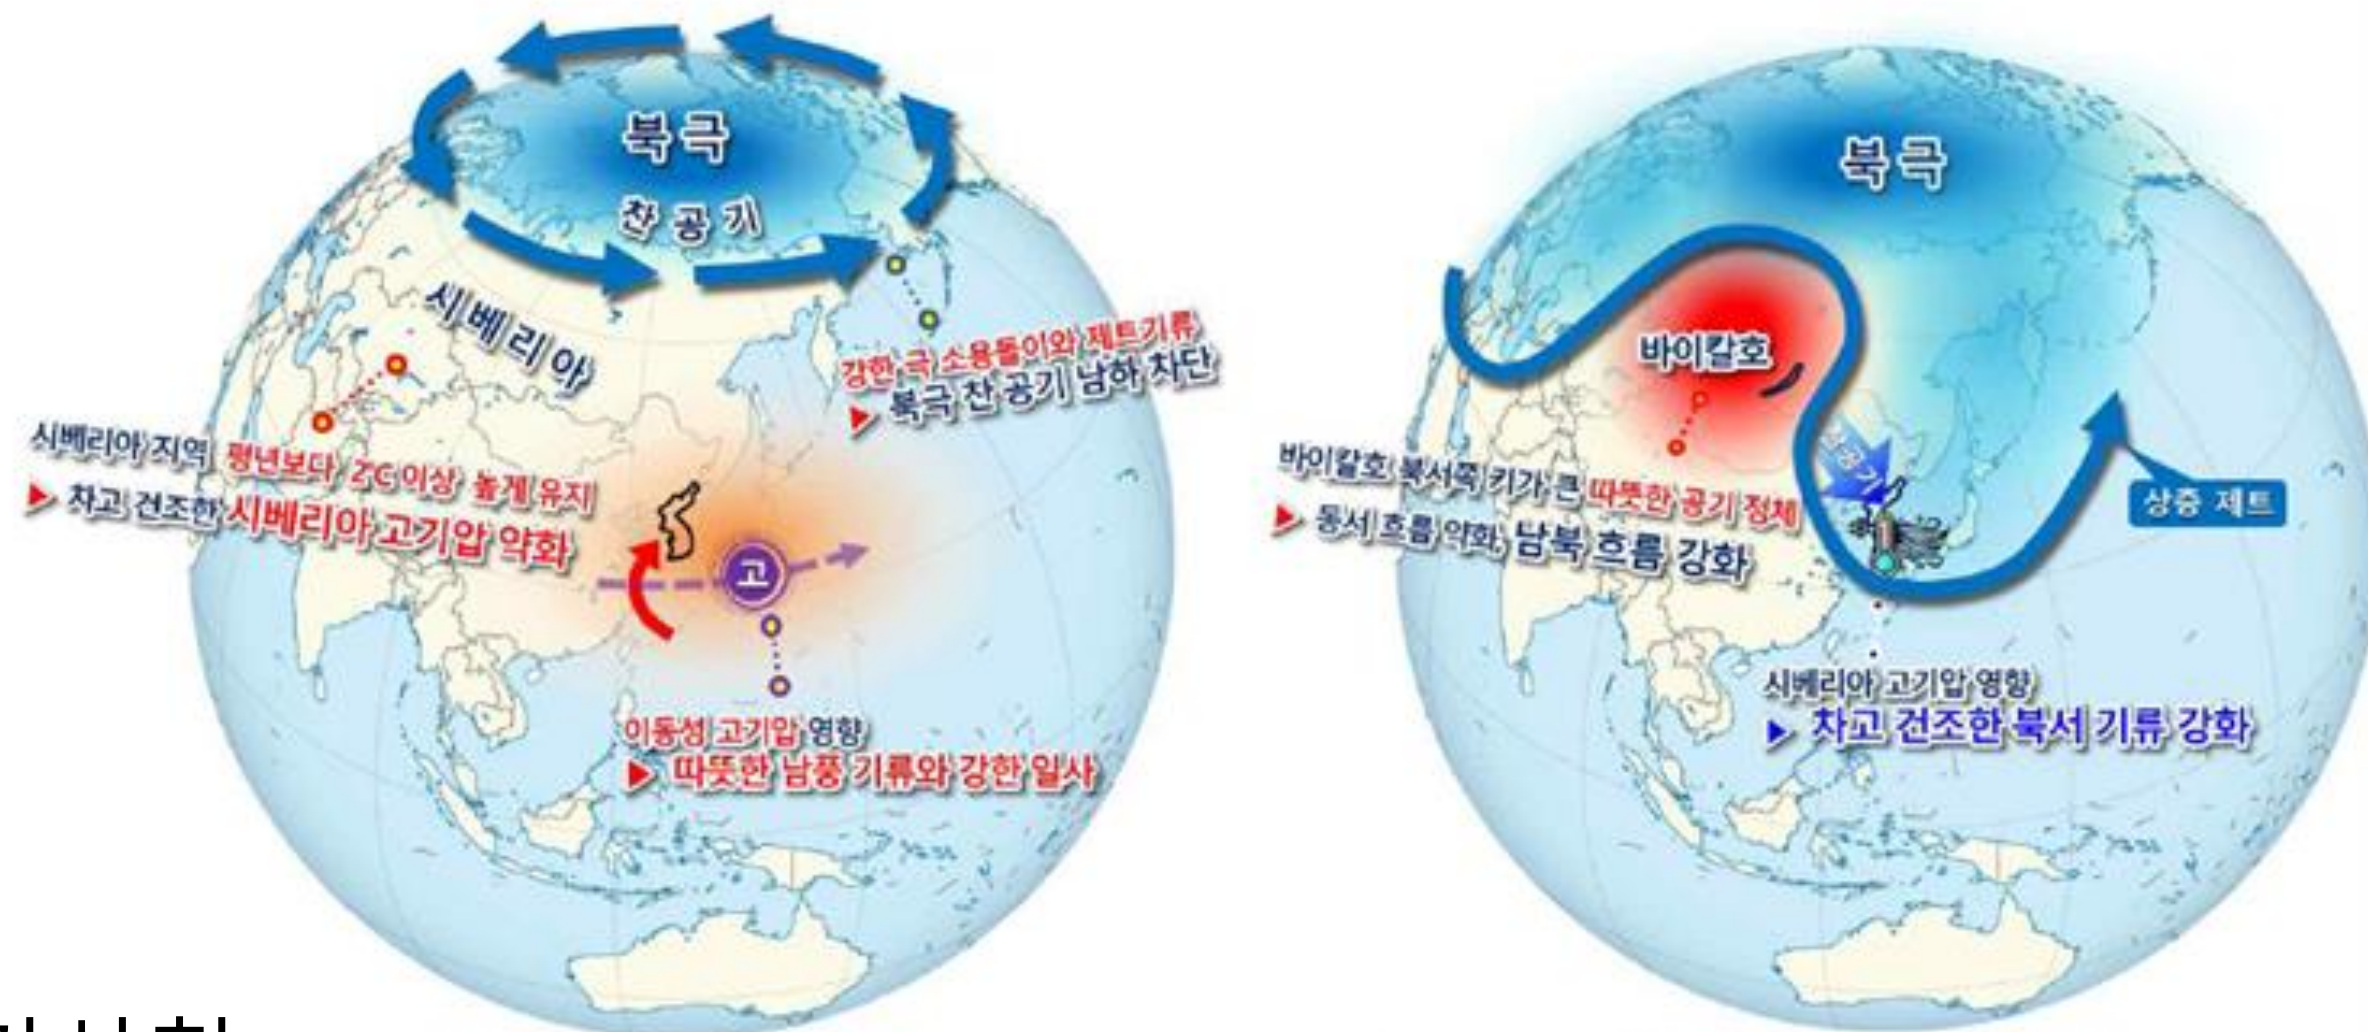 북극
찬 공기
시베리아
강한 극 소용돌이와 제트기류
▶ 북극 찬 공기 남하 차단
시베리아 지역 평년보다 2℃ 이상 높게 유지
▶ 차고 건조한 시베리아 고기압 약화
고
이동성 고기압 영향
▶ 따뜻한 남풍 기류와 강한 일사
북극
바이칼호
바이칼호 북서쪽 키가 큰 따뜻한 공기 정체
▶ 동서 흐름 약화, 남북 흐름 강화
상층 제트
시베리아 고기압 영향
▶ 차고 건조한 북서 기류 강화